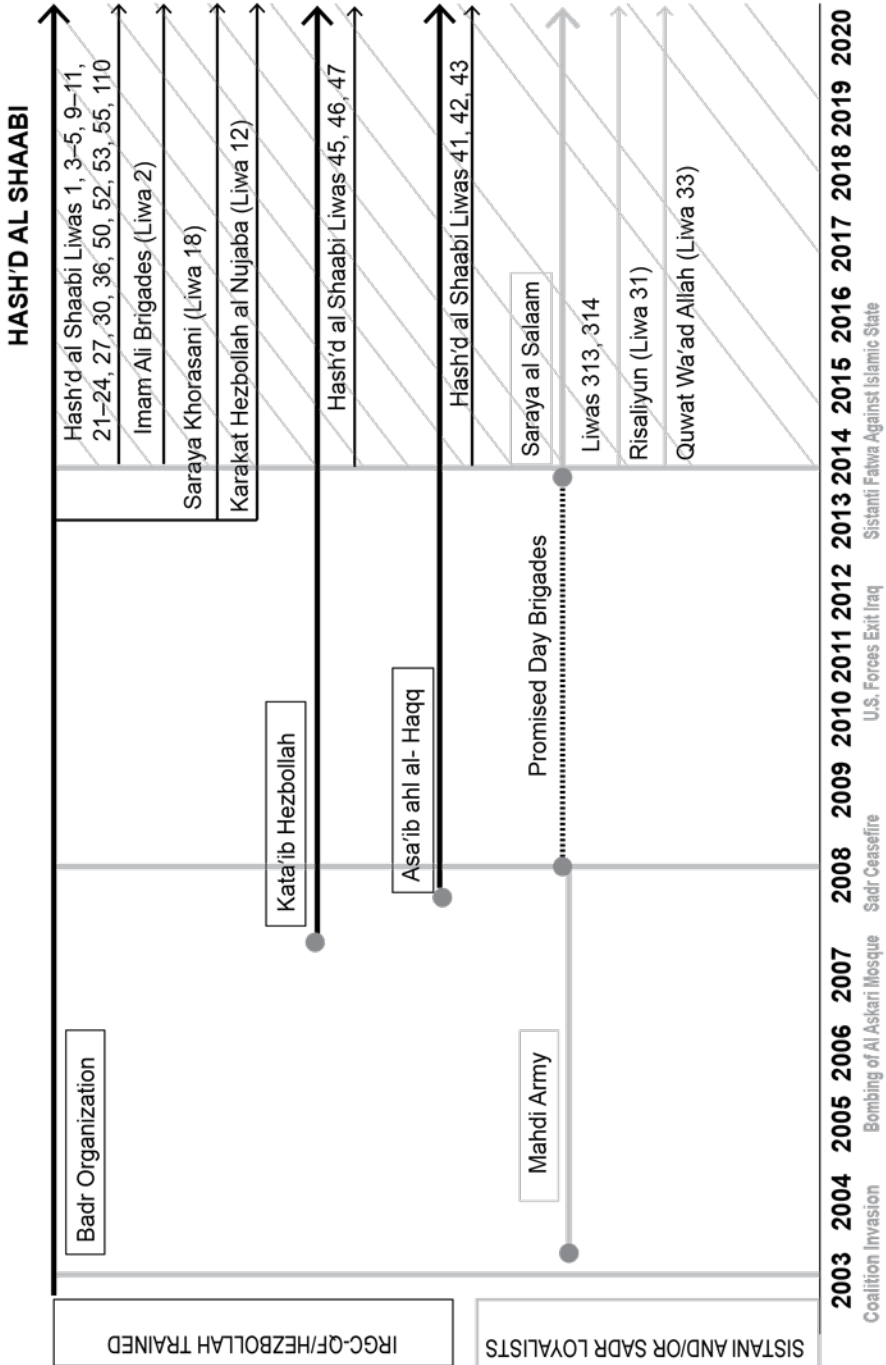 HASH'D AL SHAABI
IRGC-QF/HEZBOLLAH TRAINED
Badr Organization
Hash'd al Shaabi Liwas 1, 3–5, 9–11,
21–24, 27, 30, 36, 50, 52, 53, 55, 110
Imam Ali Brigades (Liwa 2)
Saraya Khorasani (Liwa 18)
Karakat Hezbollah al Nujaba (Liwa 12)
Kata'ib Hezbollah
Hash'd al Shaabi Liwas 45, 46, 47
Asa'ib ahl al- Haqq
Hash'd al Shaabi Liwas 41, 42, 43
SISTANI AND/OR SADR LOYALISTS
Mahdi Army
Promised Day Brigades
Saraya al Salaam
Liwas 313, 314
Risaliyun (Liwa 31)
Quwat Wa'ad Allah (Liwa 33)
2003 2004 2005 2006 2007 2008 2009 2010 2011 2012 2013 2014 2015 2016 2017 2018 2019 2020
Coalition Invasion
Bombing of Al Askari Mosque
Sadr Ceasefire
U.S. Forces Exit Iraq
Sistanti Fatwa Against Islamic State